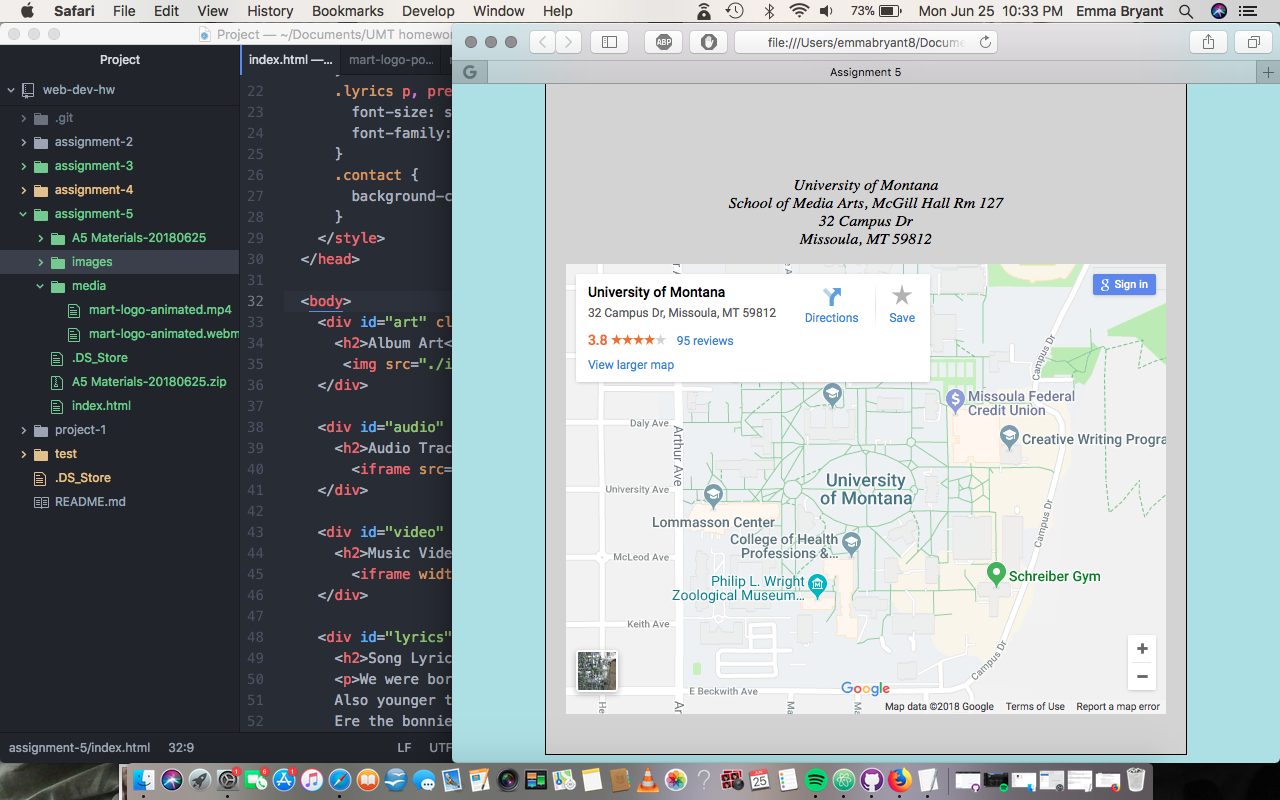 Safari File Edit View History Bookmarks Develop Window Help 73% Mon Jun 25 10:33 PM Emma Bryant
Project — ~/Documents/UMT homewor
Project
web-dev-hw
.git
assignment-2
assignment-3
assignment-4
assignment-5
A5 Materials-20180625
images
media
mart-logo-animated.mp4
mart-logo-animated.webm
.DS_Store
A5 Materials-20180625.zip
index.html
project-1
test
.DS_Store
README.md
index.html —... mart-logo-po...
22 .lyrics p, pre
23 font-size: s
24 font-family:
25 }
26 .contact {
27 background-c
28 }
29 </style>
30 </head>
31
32 <body>
33 <div id="art" cl
34 <h2>Album Art<
35 <img src="./i
36 </div>
37
38 <div id="audio"
39 <h2>Audio Trac
40 <iframe src=
41 </div>
42
43 <div id="video"
44 <h2>Music Vide
45 <iframe widt
46 </div>
47
48 <div id="lyrics"
49 <h2>Song Lyric
50 <p>We were bor
51 Also younger t
52 Ere the bonnie
assignment-5/index.html 32:9 LF UTF
ABP
file:///Users/emmabryant8/Docume
G
Assignment 5
University of Montana
School of Media Arts, McGill Hall Rm 127
32 Campus Dr
Missoula, MT 59812
University of Montana
32 Campus Dr, Missoula, MT 59812
3.8 95 reviews
View larger map
Directions
Save
Sign in
Campus Dr
Missoula Federal
Credit Union
Daly Ave
Arthur Ave
Creative Writing Progra
University
of Montana
University Ave
Lommasson Center
College of Health
Professions &...
Campus Dr
McLeod Ave
Philip L. Wright
Zoological Museum...
Schreiber Gym
Keith Ave
Campus Dr
E Beckwith Ave
Google
Map data ©2018 Google Terms of Use Report a map error